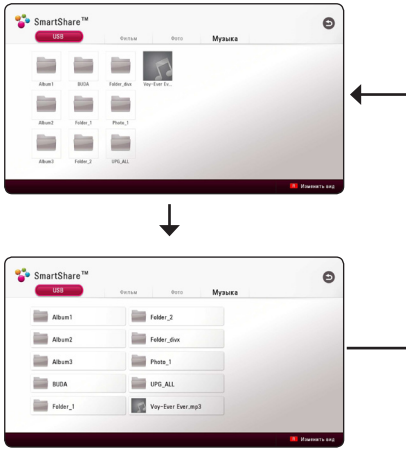 SmartShare™
USB Фильм Фото Музыка
Album1 BUDA Folder_divx Voy-Ever Ev...
Album2 Folder_1 Photo_1
Album3 Folder_2 UPG_ALL
Изменить вид
SmartShare™
USB Фильм Фото Музыка
Album1 Folder_2
Album2 Folder_divx
Album3 Photo_1
BUDA UPG_ALL
Folder_1 Voy-Ever Ever.mp3
Изменить вид